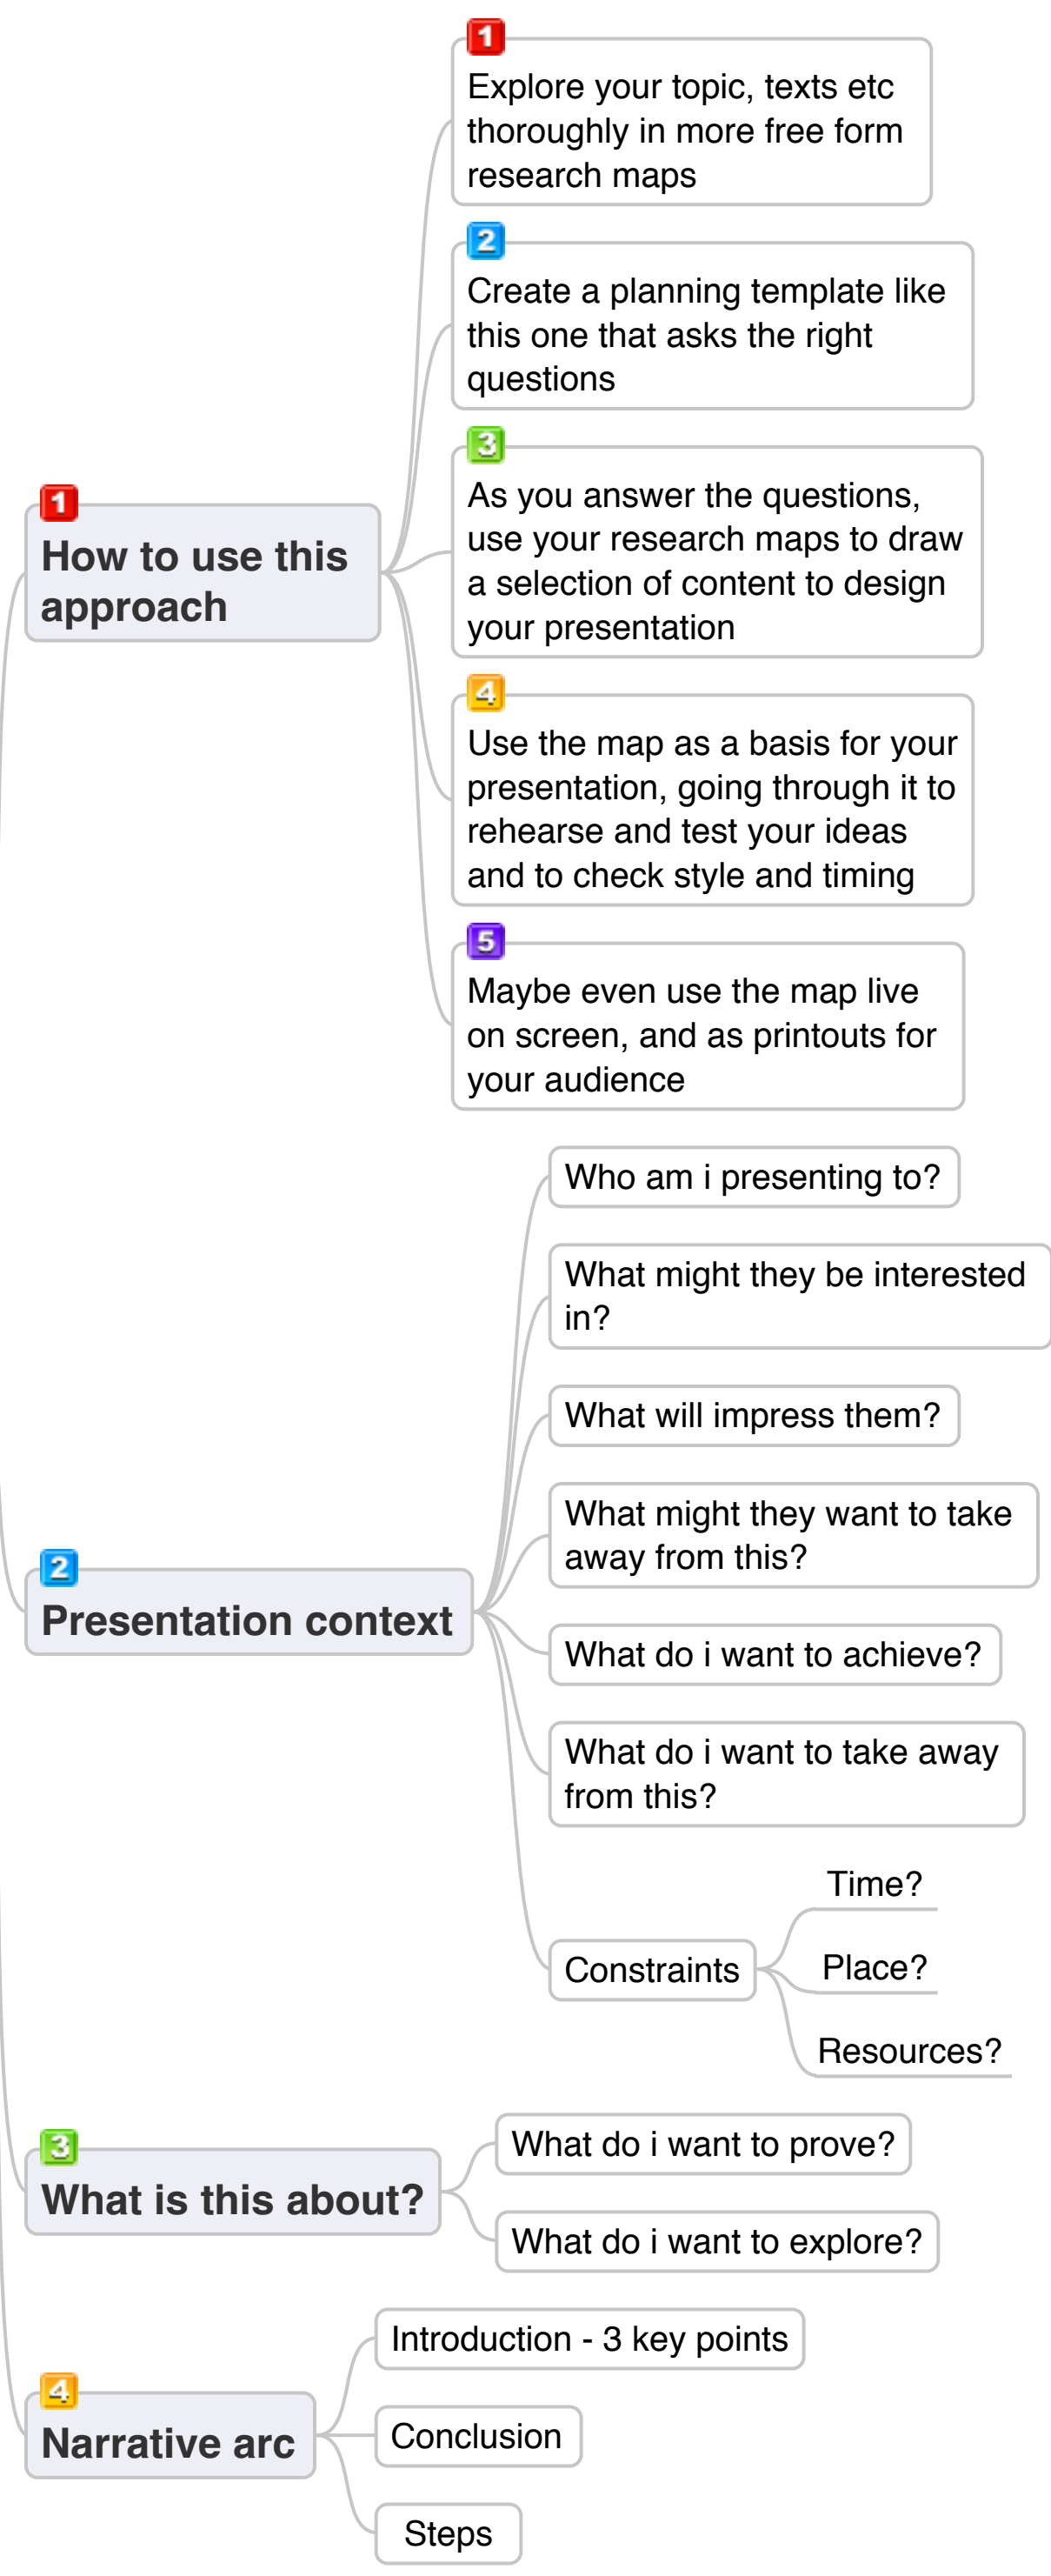 1
How to use this
approach
1
Explore your topic, texts etc
thoroughly in more free form
research maps
2
Create a planning template like
this one that asks the right
questions
3
As you answer the questions,
use your research maps to draw
a selection of content to design
your presentation
4
Use the map as a basis for your
presentation, going through it to
rehearse and test your ideas
and to check style and timing
5
Maybe even use the map live
on screen, and as printouts for
your audience
2
Presentation context
Who am i presenting to?
What might they be interested
in?
What will impress them?
What might they want to take
away from this?
What do i want to achieve?
What do i want to take away
from this?
Constraints
Time?
Place?
Resources?
3
What is this about?
What do i want to prove?
What do i want to explore?
4
Narrative arc
Introduction - 3 key points
Conclusion
Steps